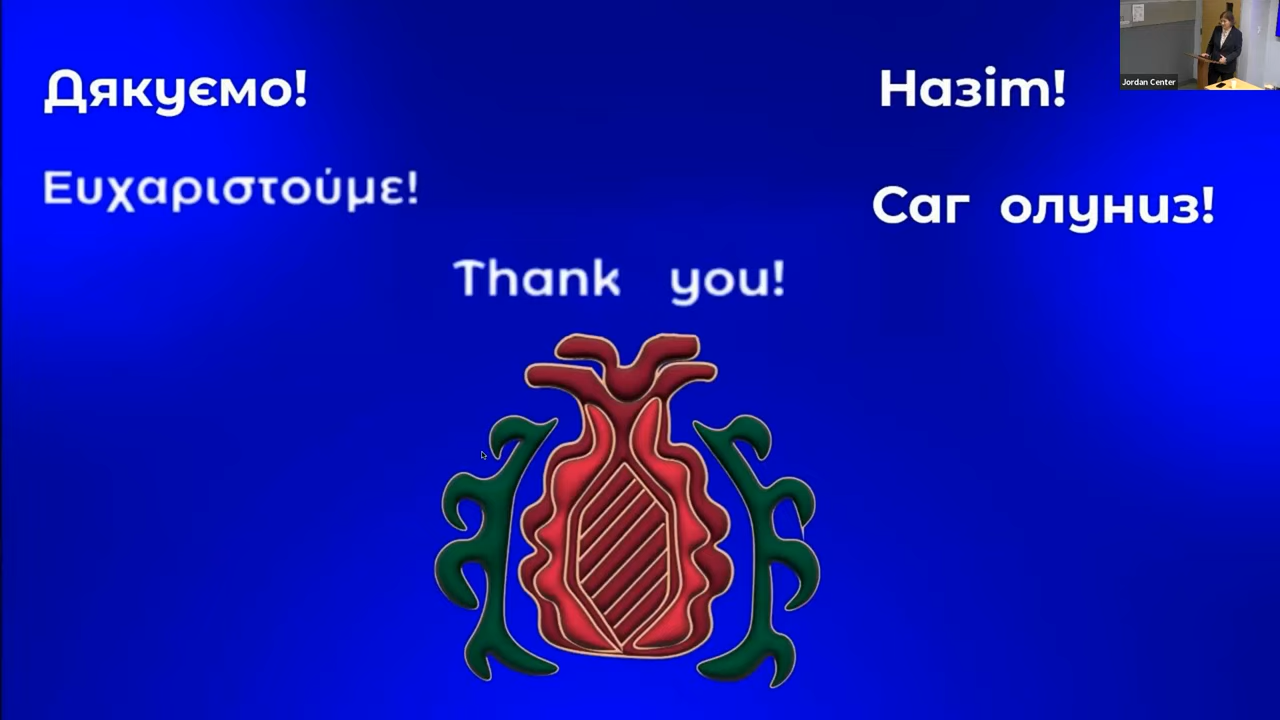 Дякуємо!
Назіт!
Jordan Center
Ευχαριστούμε!
Саг олуниз!
Thank you!